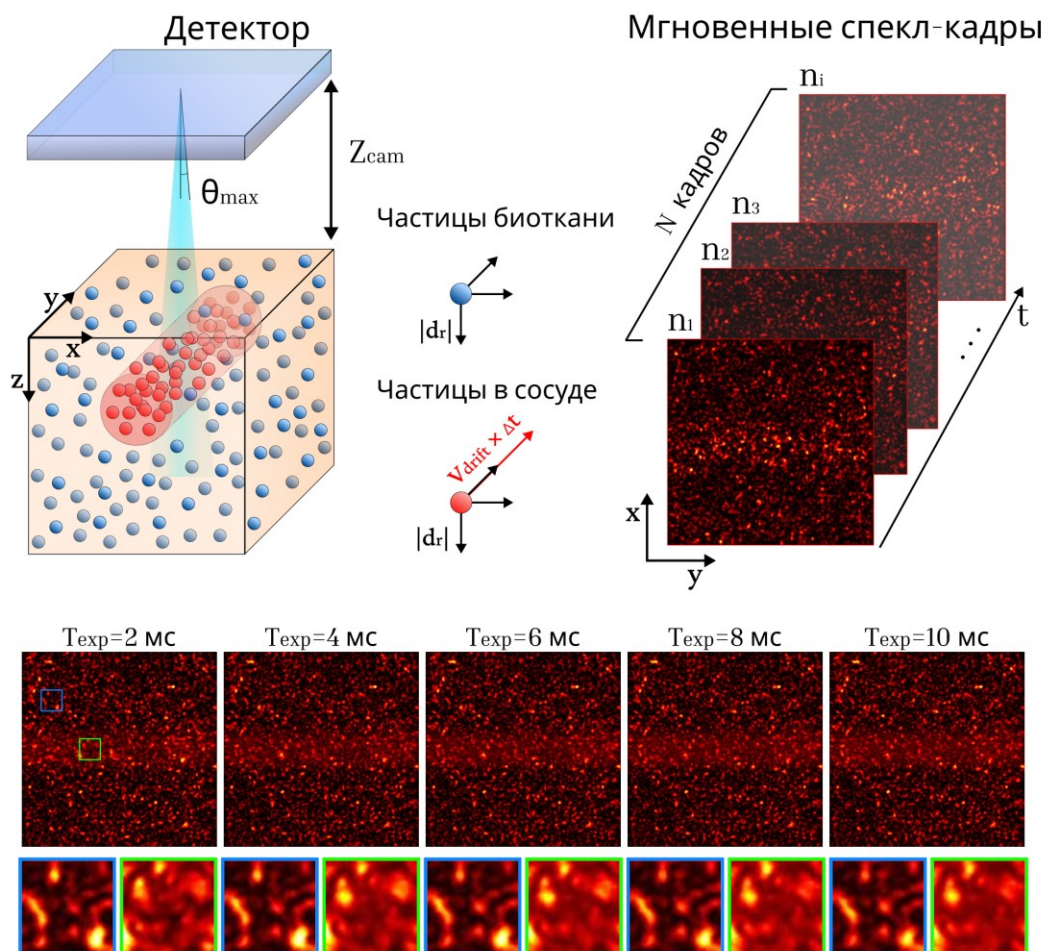 Детектор
Мгновенные спекл-кадры
Zcam
θmax
Частицы биоткани
|dr|
Частицы в сосуде
Vdrift × Δt
|dr|
y
x
z
N кадров
ni
n3
n2
n1
t
...
x
y
Texp=2 мс
Texp=4 мс
Texp=6 мс
Texp=8 мс
Texp=10 мс